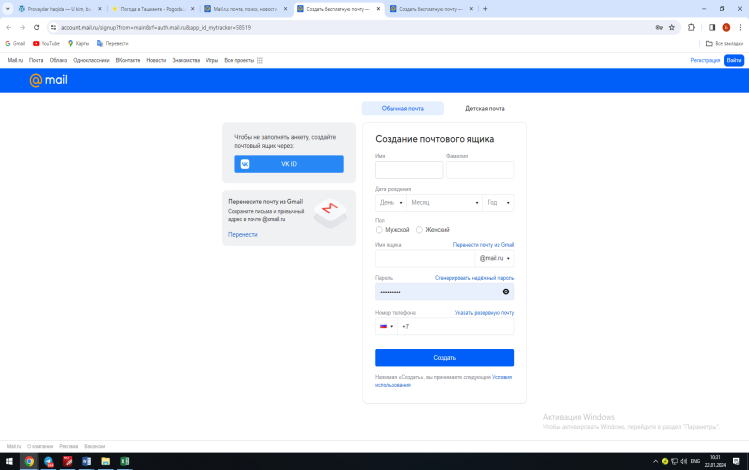 Provayder haqida — U kim, bu
Погода в Ташкенте - Pogoda.u
Mail.ru: почта, поиск, новост
Создать бесплатную почту —
Создать бесплатную почту —
account.mail.ru/signup?from=main&rf=auth.mail.ru&app_id_mytracker=58519
Gmail YouTube Карты Перевести Все закладки
Mail.ru Почта Облако Одноклассники ВКонтакте Новости Знакомства Игры Все проекты Регистрация Войти
@mail
Обычная почта Детская почта
Чтобы не заполнять анкету, создайте
почтовый ящик через:
VK ID
Перенесите почту из Gmail
Сохраните письма и привычный
адрес в почте @mail.ru
Перенести
Создание почтового ящика
Имя Фамилия
Дата рождения
День Месяц Год
Пол
Мужской Женский
Имя ящика Перенести почту из Gmail
@mail.ru
Пароль Сгенерировать надёжный пароль
••••••••••
Номер телефона Указать резервную почту
+7
Создать
Нажимая «Создать», вы принимаете следующие Условия
использования
Активация Windows
Чтобы активировать Windows, перейдите в раздел "Параметры".
Mail.ru О компании Реклама Вакансии
ENG
10:31
22.01.2024